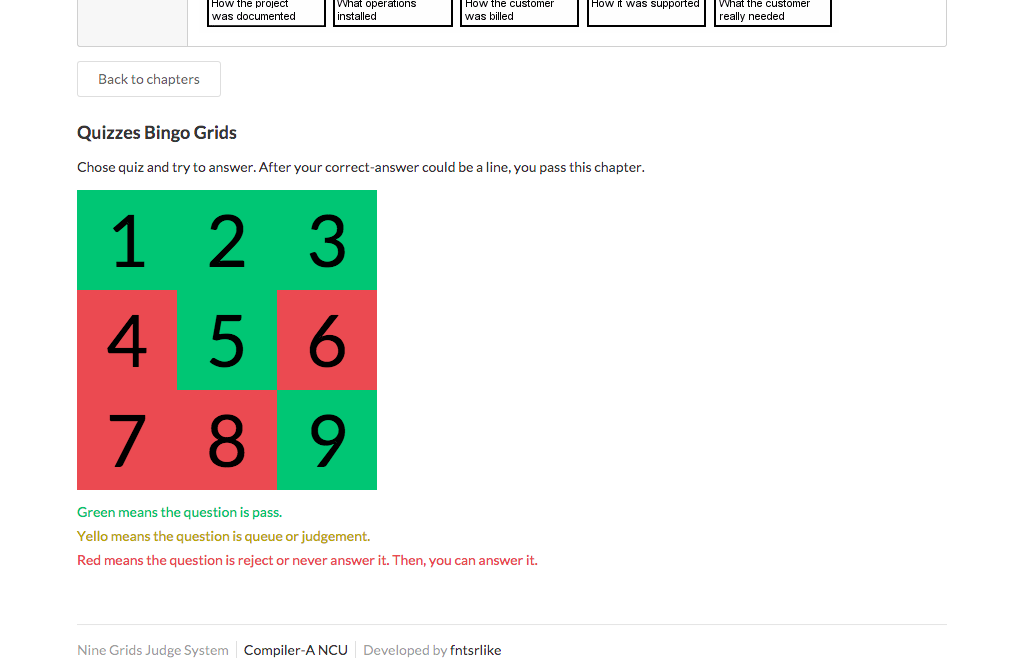 How the project
was documented
What operations
installed
How the customer
was billed
How it was supported
What the customer
really needed
Back to chapters
Quizzes Bingo Grids
Chose quiz and try to answer. After your correct-answer could be a line, you pass this chapter.
1 2 3
4 5 6
7 8 9
Green means the question is pass.
Yello means the question is queue or judgement.
Red means the question is reject or never answer it. Then, you can answer it.
Nine Grids Judge System Compiler-A NCU Developed by fntsrlike